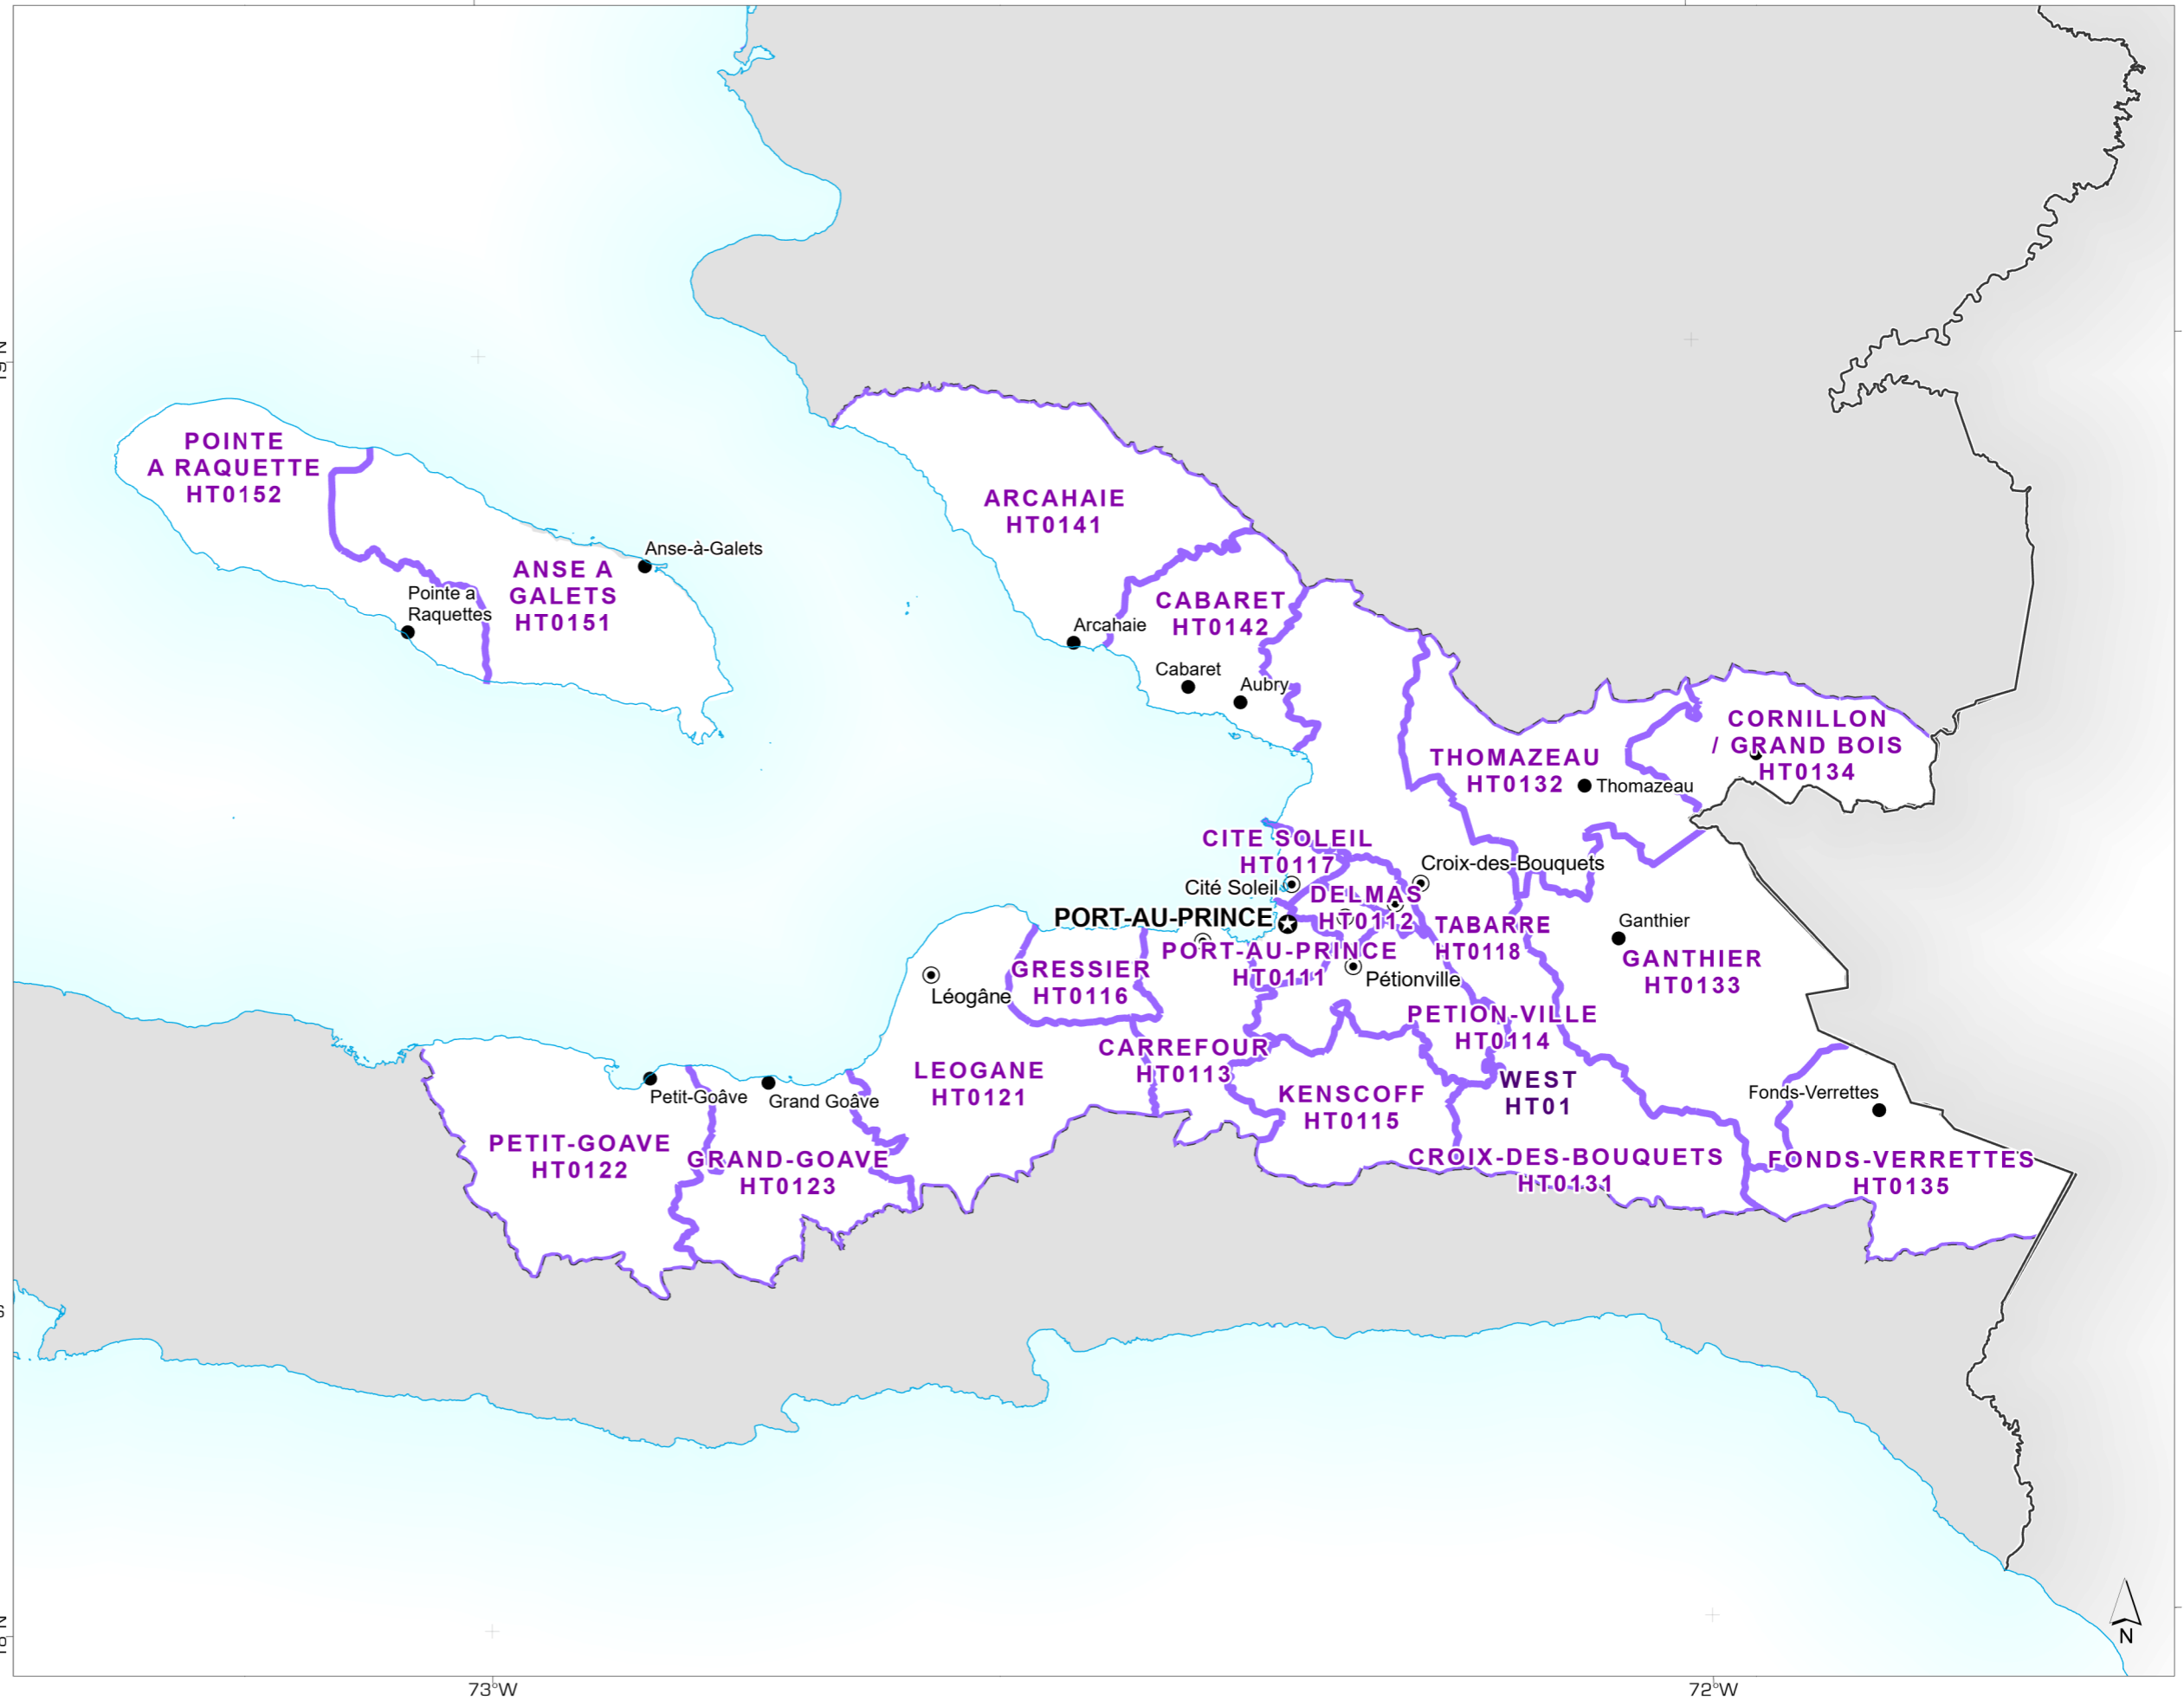 19 N
POINTE
A RAQUETTE
HT0152
ANSE A
GALETS
HT0151
Anse-à-Galets
Pointe a
Raquettes
ARCAHAIE
HT0141
CABARET
HT0142
Arcahaie
Cabaret
Aubry
CORNILLON
/ GRAND BOIS
HT0134
THOMAZEAU
HT0132
Thomazeau
CITE SOLEIL
HT0117
Croix-des-Bouquets
Cité Soleil
DELMAS
HT0112
PORT-AU-PRINCE
TABARRE
HT0118
Ganthier
GANTHIER
HT0133
PORT-AU-PRINCE
HT0111
Pétionville
GRESSIER
HT0116
Léogâne
PETION-VILLE
HT0114
CARREFOUR
HT0113
LEOGANE
HT0121
KENSCOFF
HT0115
WEST
HT01
Fonds-Verrettes
Petit-Goâve
Grand Goâve
PETIT-GOAVE
HT0122
GRAND-GOAVE
HT0123
CROIX-DES-BOUQUETS
HT0131
FONDS-VERRETTES
HT0135
N
73°W
72°W